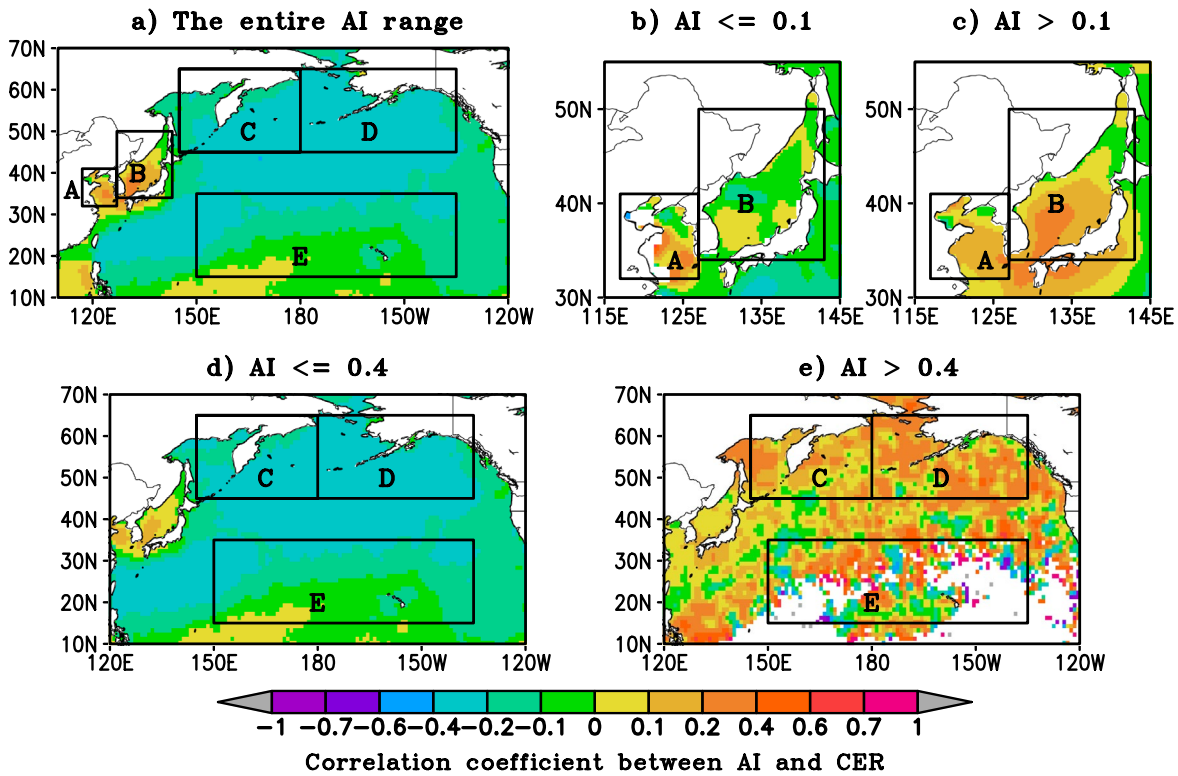 a) The entire AI range
b) AI <= 0.1
c) AI > 0.1
70N
60N
50N
40N
30N
20N
10N
A
B
C
D
E
120E 150E 180 150W 120W
50N
40N
30N
A
B
115E 125E 135E 145E
50N
40N
30N
A
B
115E 125E 135E 145E
d) AI <= 0.4
e) AI > 0.4
70N
60N
50N
40N
30N
20N
10N
C
D
E
120E 150E 180 150W 120W
70N
60N
50N
40N
30N
20N
10N
C
D
E
120E 150E 180 150W 120W
−1 −0.7 −0.6 −0.4 −0.2 −0.1 0 0.1 0.2 0.4 0.6 0.7 1
Correlation coefficient between AI and CER